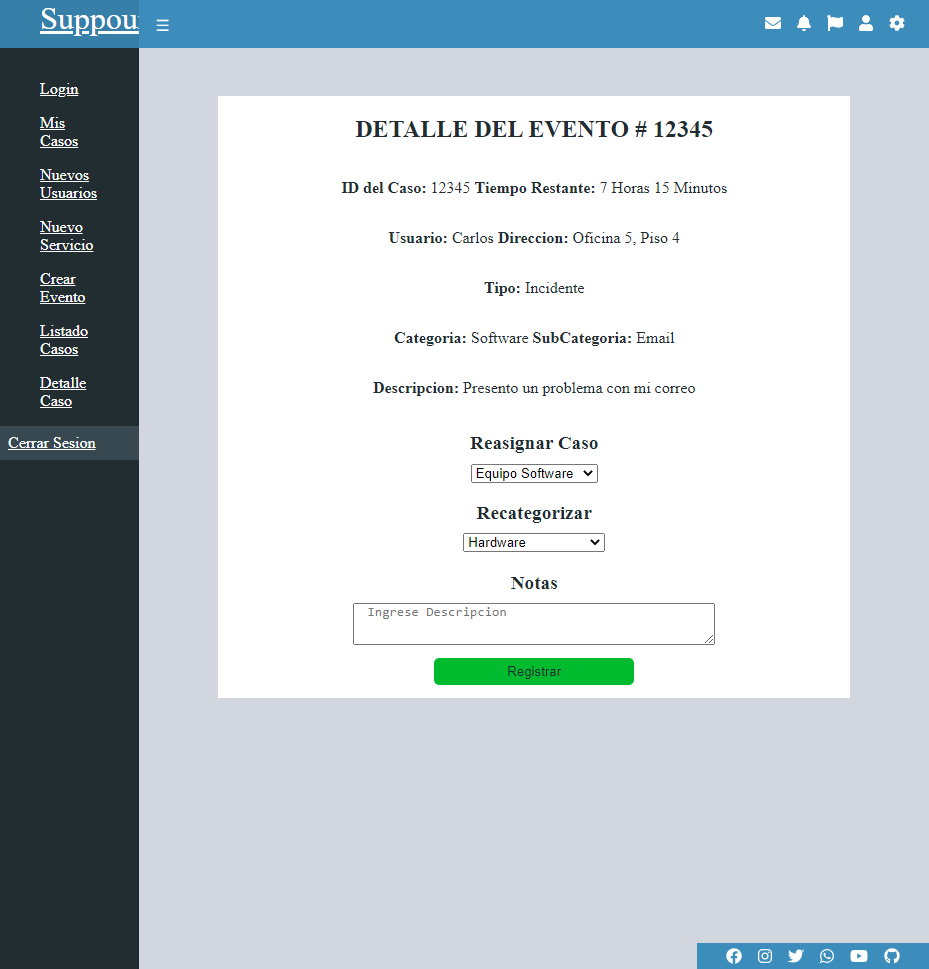 Suppou
☰
Login
Mis
Casos
Nuevos
Usuarios
Nuevo
Servicio
Crear
Evento
Listado
Casos
Detalle
Caso
Cerrar Sesion
DETALLE DEL EVENTO # 12345
ID del Caso: 12345 Tiempo Restante: 7 Horas 15 Minutos
Usuario: Carlos Direccion: Oficina 5, Piso 4
Tipo: Incidente
Categoria: Software SubCategoria: Email
Descripcion: Presento un problema con mi correo
Reasignar Caso
Equipo Software
Recategorizar
Hardware
Notas
Ingrese Descripcion
Registrar